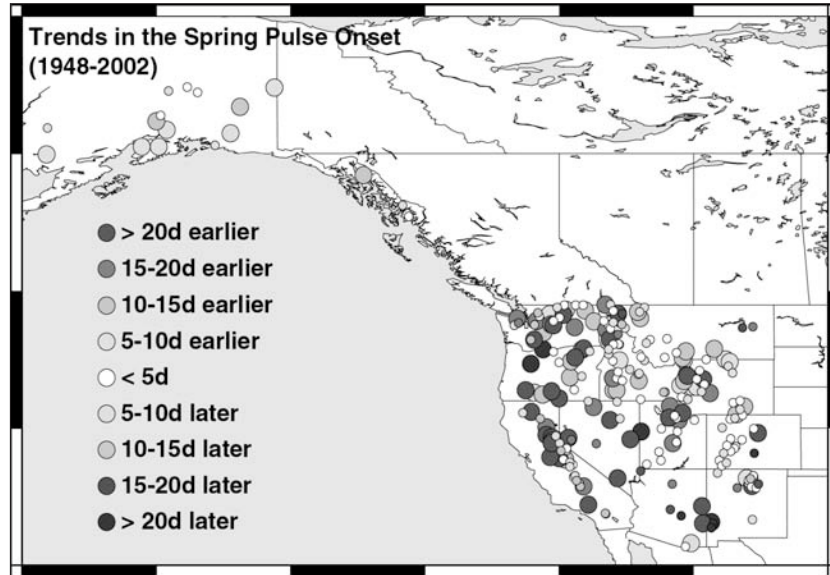 Trends in the Spring Pulse Onset
(1948-2002)
> 20d earlier
15-20d earlier
10-15d earlier
5-10d earlier
< 5d
5-10d later
10-15d later
15-20d later
> 20d later